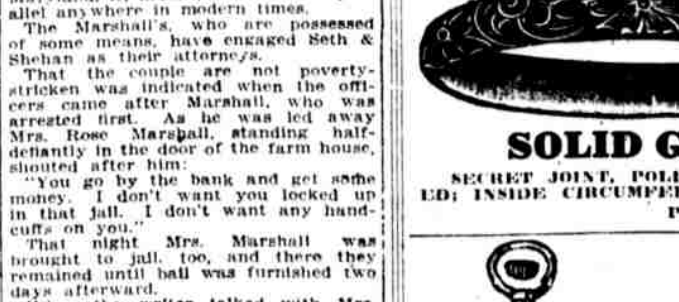 allel anywhere in modern times.
The Marshall's, who are possessed
of some means, have engaged Seth &
Shehan as their attorneys.
That the couple are not poverty-
stricken was indicated when the offi-
cers came after Marshall, who was
arrested first. As he was led away
Mrs. Rose Marshall, standing half-
defiantly in the door of the farm house,
shouted after him:
"You go by the bank and get some
money. I don't want you locked up
in that jail. I don't want any hand-
cuffs on you."
That night Mrs. Marshall was
brought to jail, too, and there they
remained until bail was furnished two
days afterward.
talked with Mrs.
SOLID G
SECRET JOINT, POLI
ED; INSIDE CIRCUMFE
P